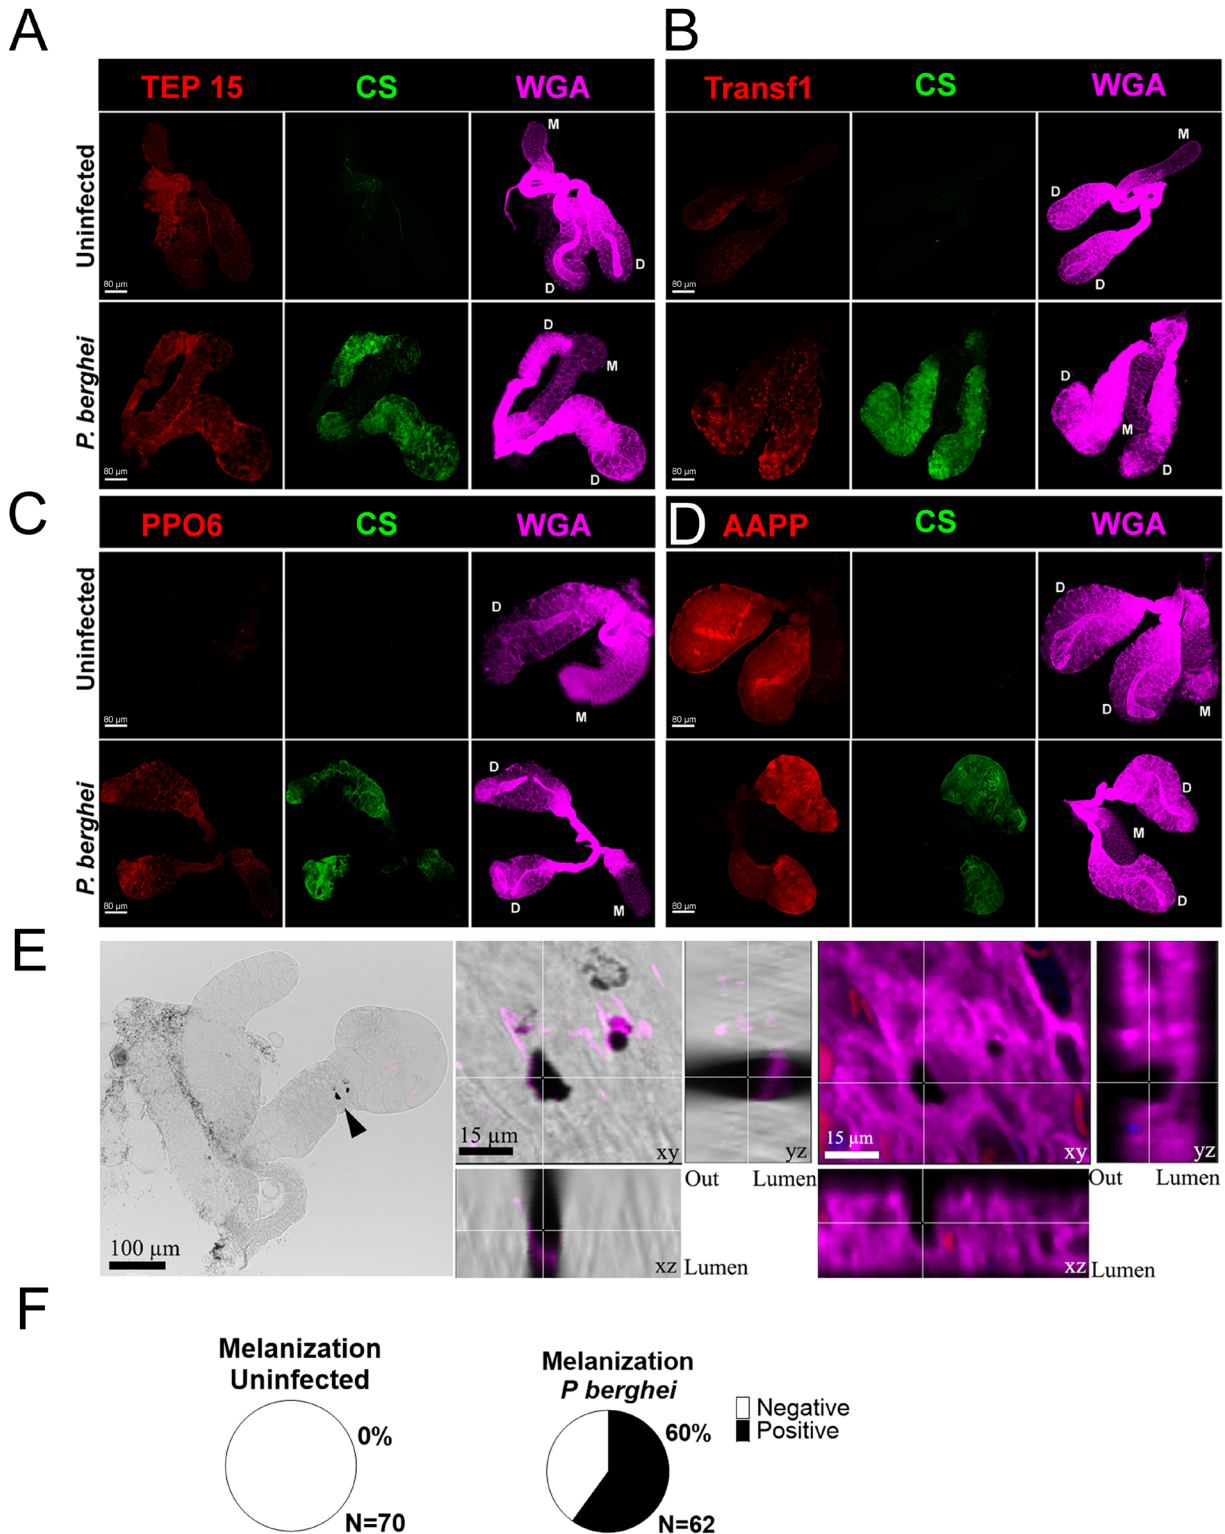 A
TEP 15 CS WGA
Uninfected
M
D
D
80 µm
P. berghei
D
M
D
80 µm
B
Transf1 CS WGA
M
D
D
80 µm
D
M
D
80 µm
C
PPO6 CS WGA
Uninfected
D
M
80 µm
P. berghei
D
D
M
80 µm
D AAPP CS WGA
D
D
M
80 µm
D
M
D
80 µm
E
100 µm
15 µm
xy
yz
Out Lumen
xz
Lumen
15 µm
xy
yz
Out Lumen
xz
Lumen
F
Melanization
Uninfected
0%
N=70
Melanization
P berghei
60%
N=62
Negative
Positive